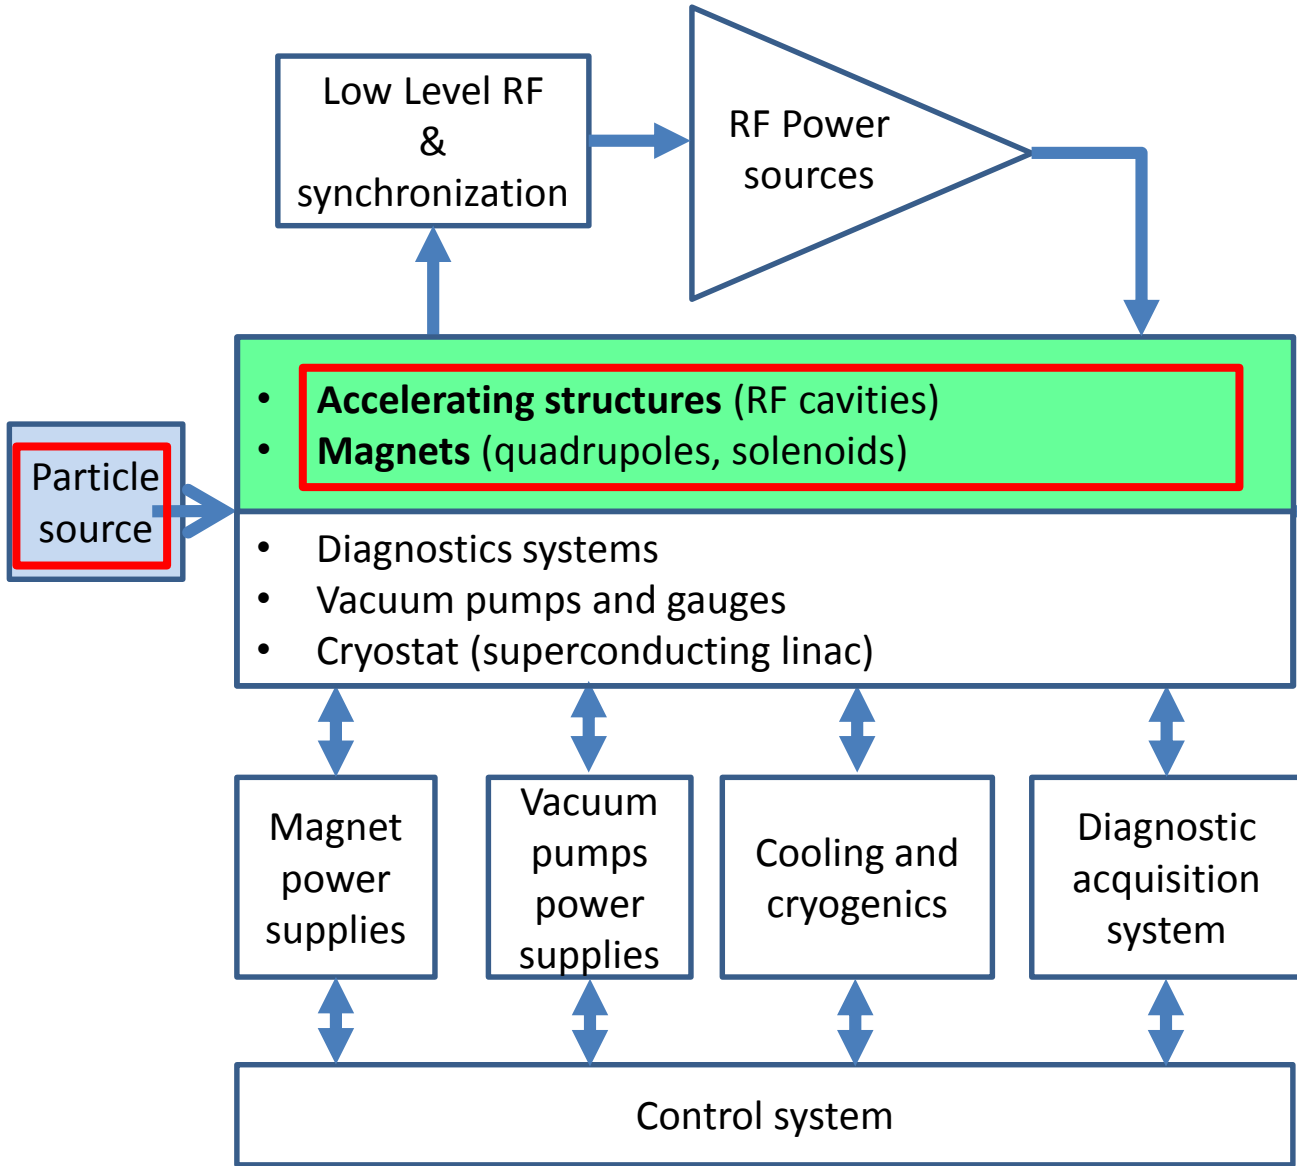 Low Level RF
&
synchronization
RF Power
sources
• Accelerating structures (RF cavities)
• Magnets (quadrupoles, solenoids)
Particle
source
• Diagnostics systems
• Vacuum pumps and gauges
• Cryostat (superconducting linac)
Magnet
power
supplies
Vacuum
pumps
power
supplies
Cooling and
cryogenics
Diagnostic
acquisition
system
Control system